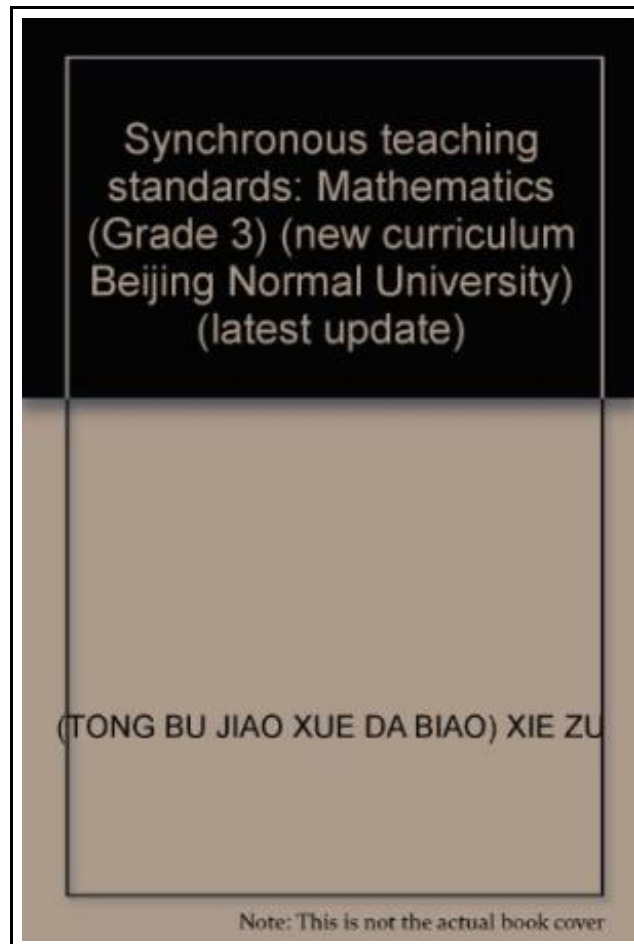 Synchronous teaching
standards: Mathematics
(Grade 3) (new curriculum
Beijing Normal University)
(latest update)
(TONG BU JIAO XUE DA BIAO) XIE ZU
Note: This is not the actual book cover